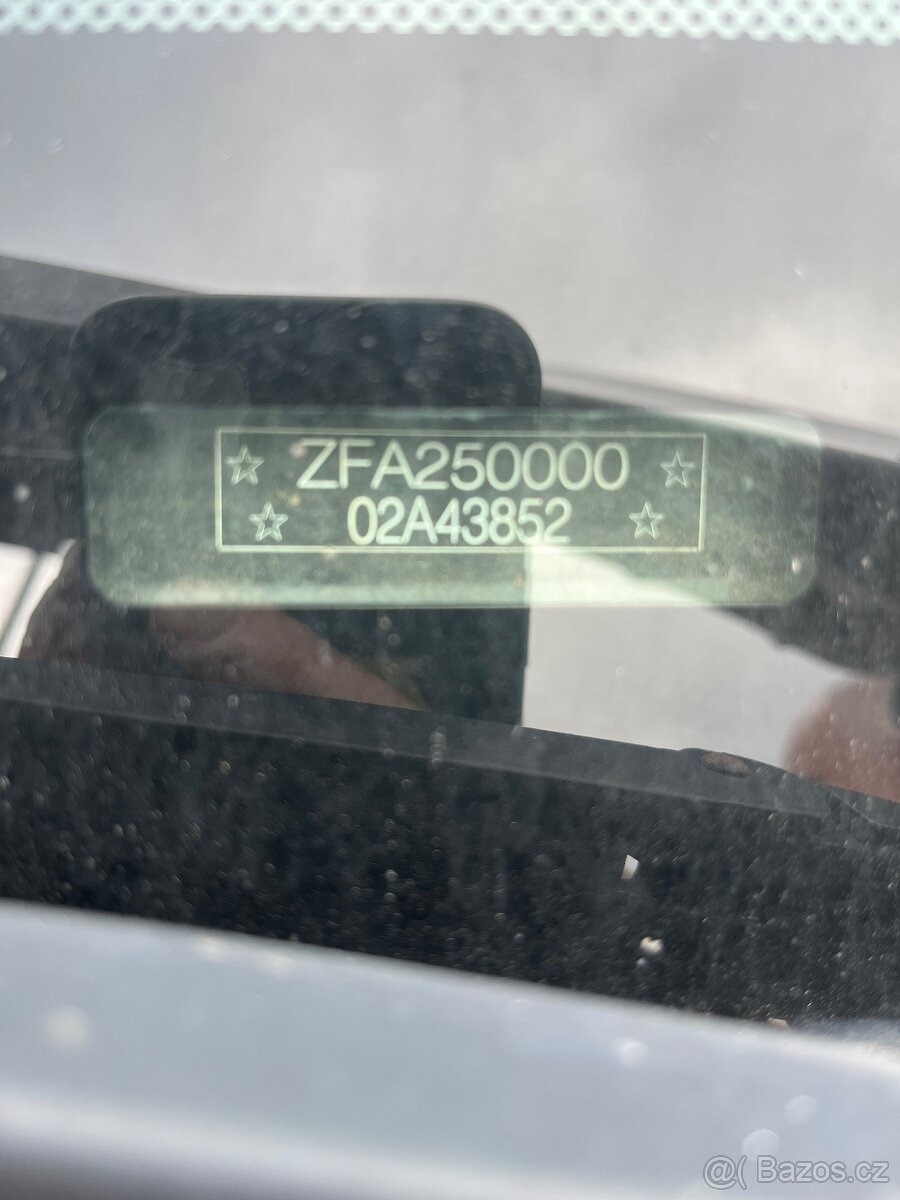 ☆ ZFA250000 ☆
☆ 02A43852 ☆
@( Bazos.cz